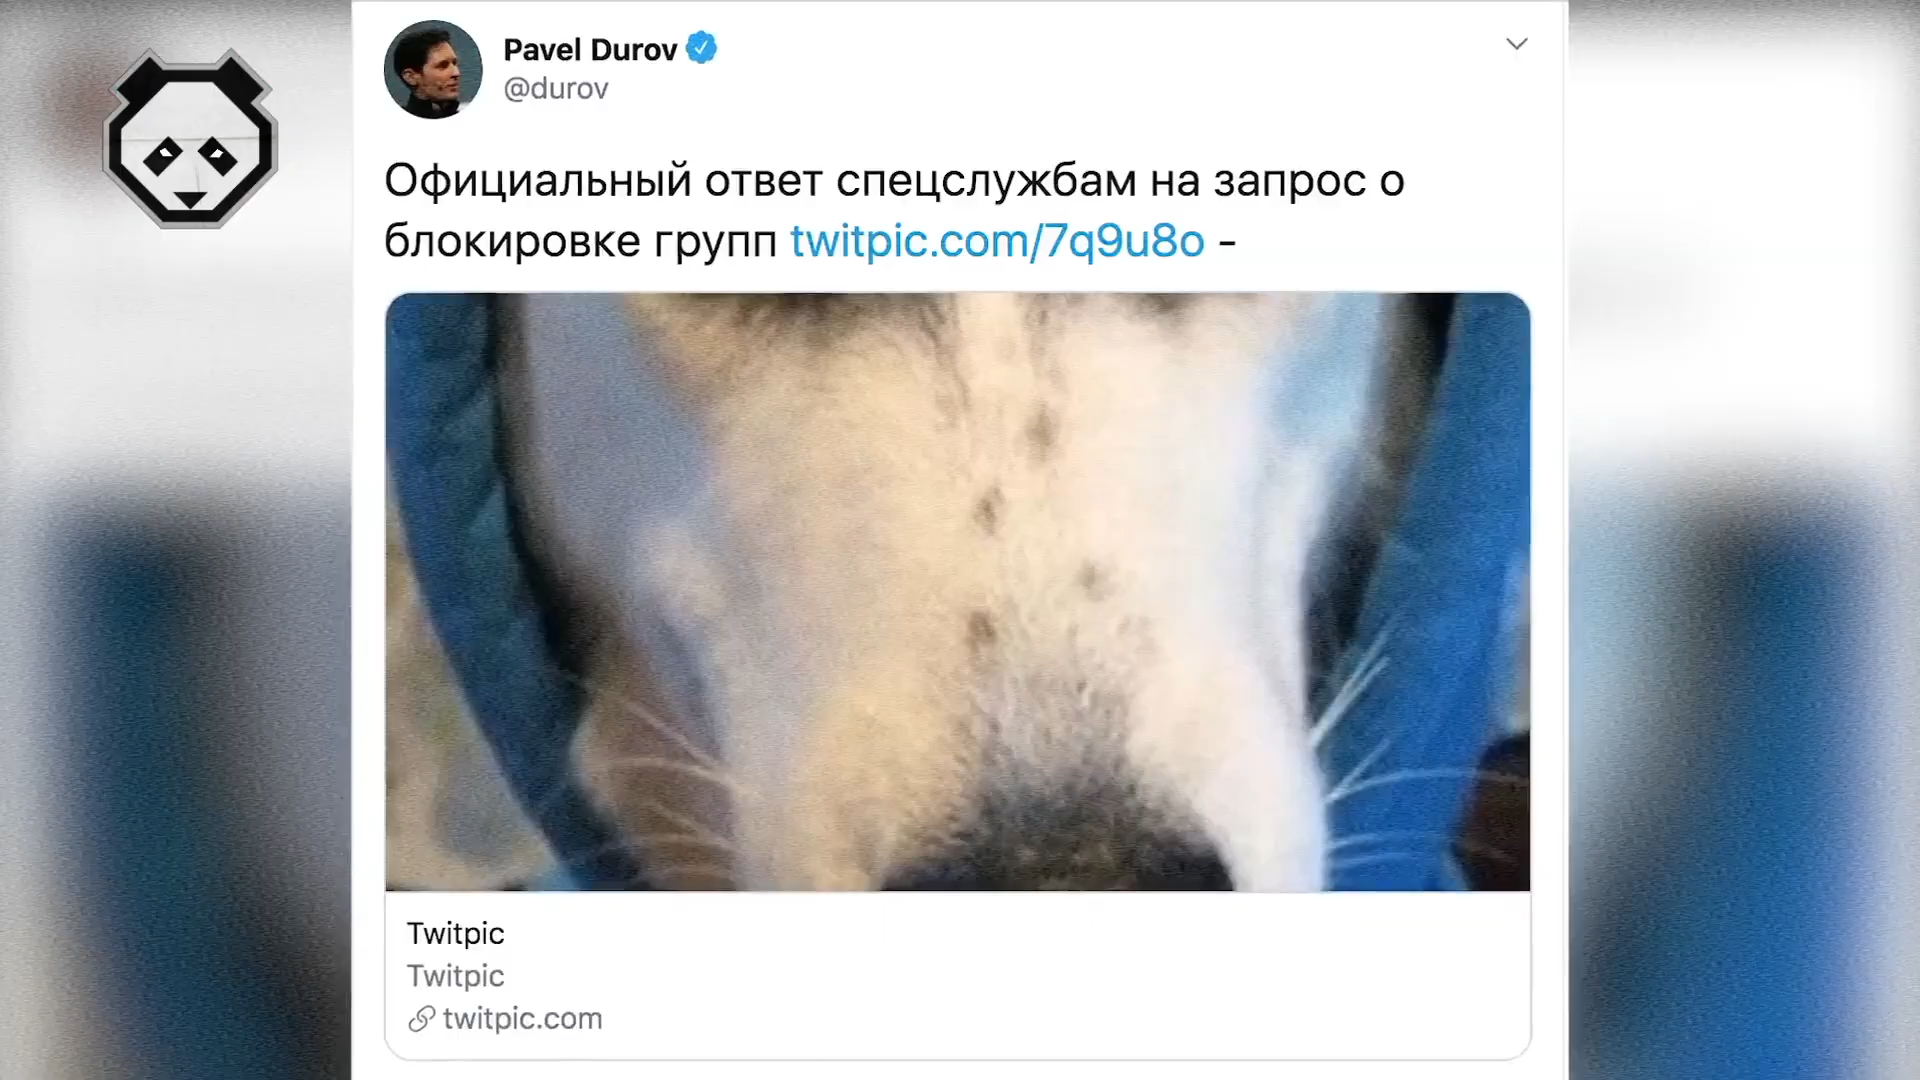 Pavel Durov
@durov
Официальный ответ спецслужбам на запрос о
блокировке групп twitpic.com/7q9u8o -
Twitpic
Twitpic
twitpic.com